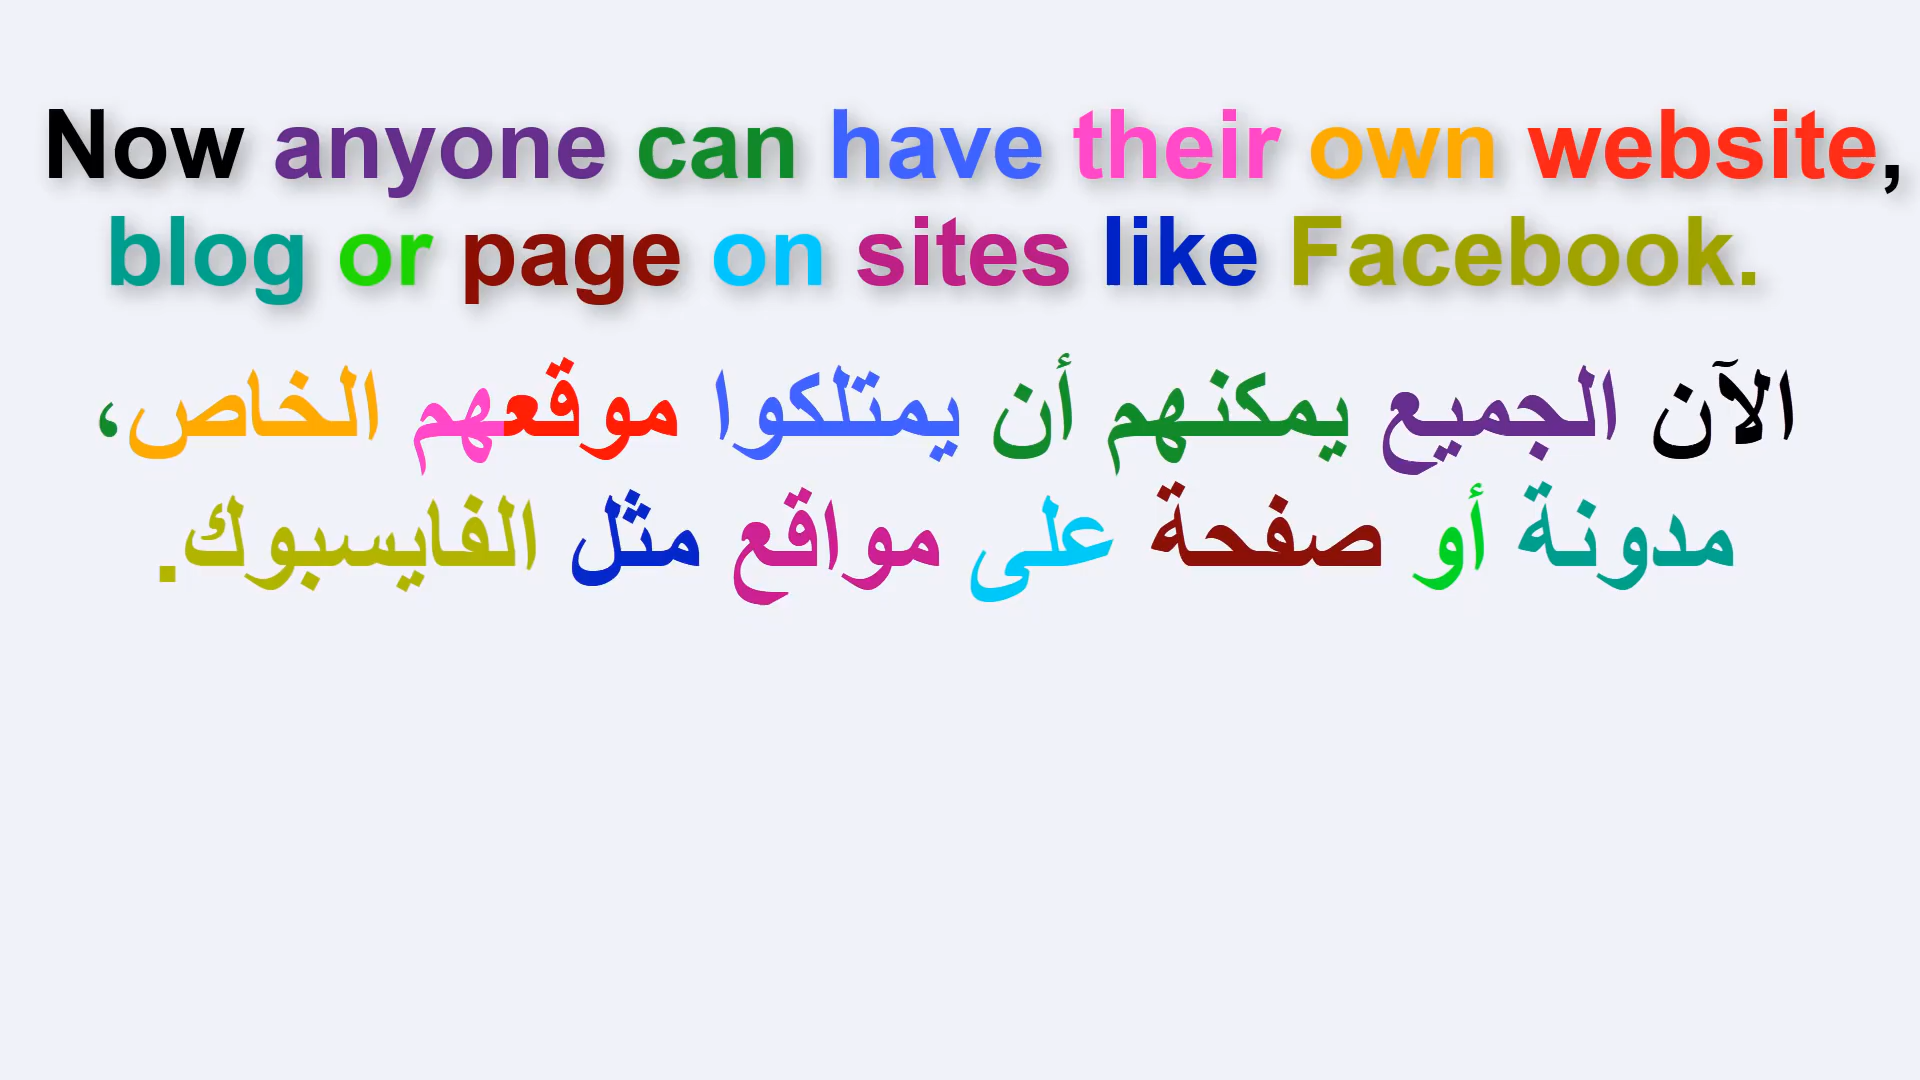 Now anyone can have their own website,
blog or page on sites like Facebook.
الآن الجميع يمكنهم أن يمتلكوا موقعهم الخاص،
مدونة أو صفحة على مواقع مثل الفايسبوك.